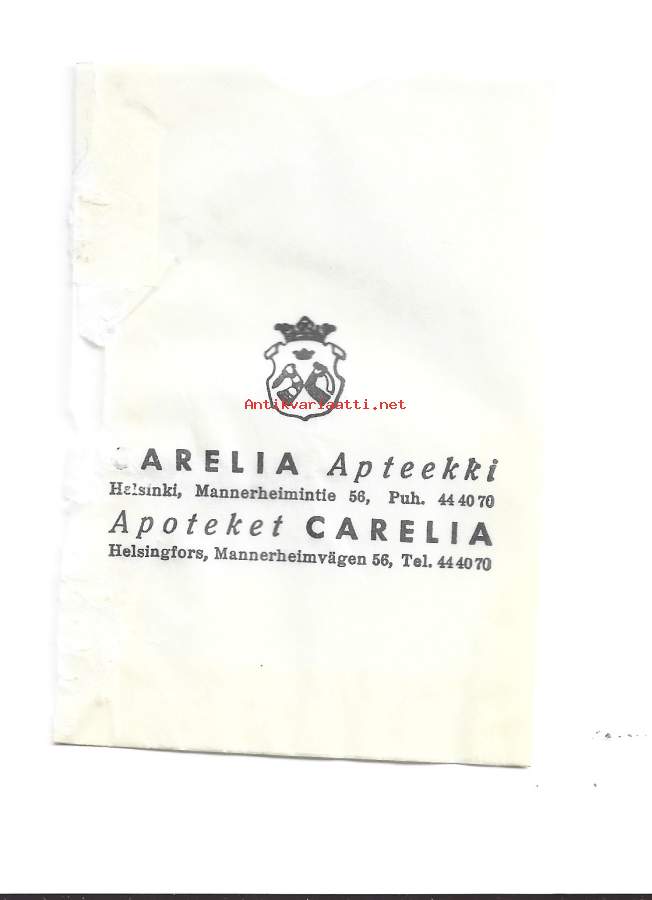 Antikvariaatti.net
CARELIA Apteekki
Helsinki, Mannerheimintie 56, Puh. 44 40 70
Apoteket CARELIA
Helsingfors, Mannerheimvägen 56, Tel. 44 40 70